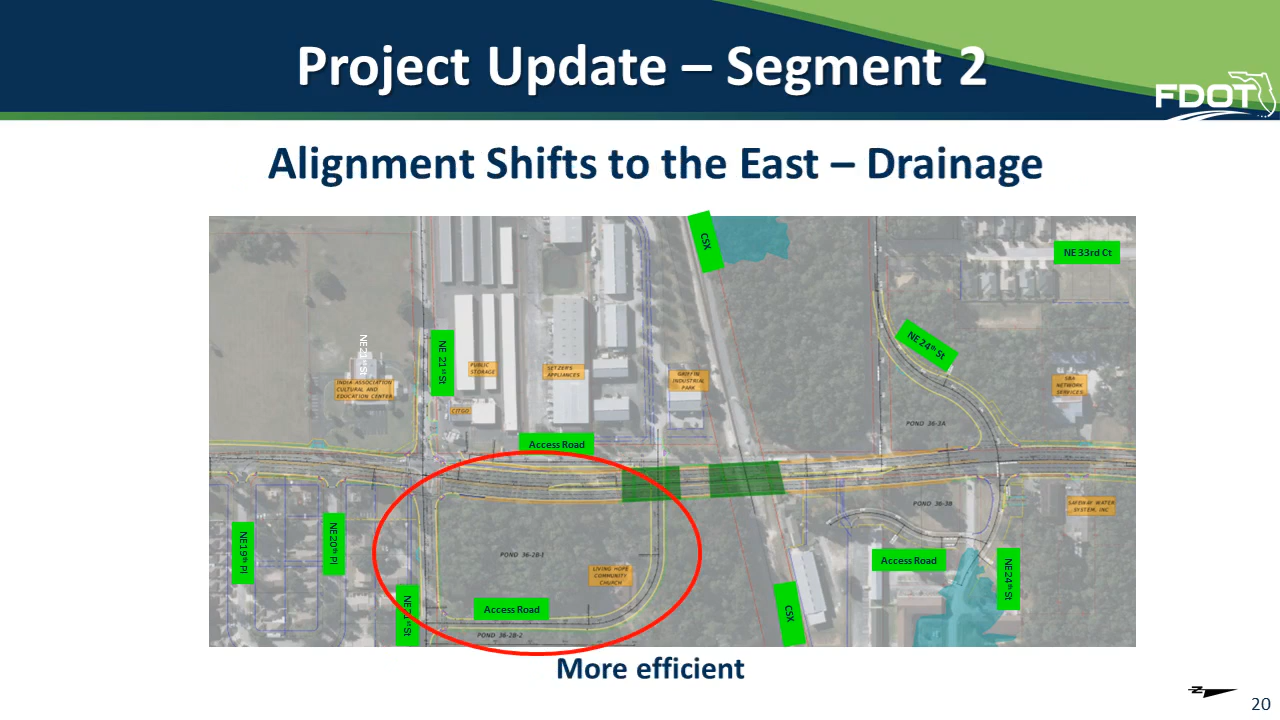 Project Update – Segment 2
FDOT
Alignment Shifts to the East – Drainage
CSX
NE 33rd Ct
NE 24th St
NE 21st St
NE 21st St
PUBLIC
STORAGE
SETZER'S
APPLIANCES
GRIFFIN
INDUSTRIAL
PARK
SBA
NETWORK
SERVICES
INDIA ASSOCIATION
CULTURAL AND
EDUCATION CENTER
CITGO
POND 36-3A
Access Road
POND 36-3B
SAFEWAY WATER
SYSTEM, INC
NE 19th Pl
NE 20th Pl
POND 36-2B-1
LIVING HOPE
COMMUNITY
CHURCH
Access Road
NE 24th St
NE 21st St
Access Road
CSX
POND 36-2B-2
More efficient
N
20